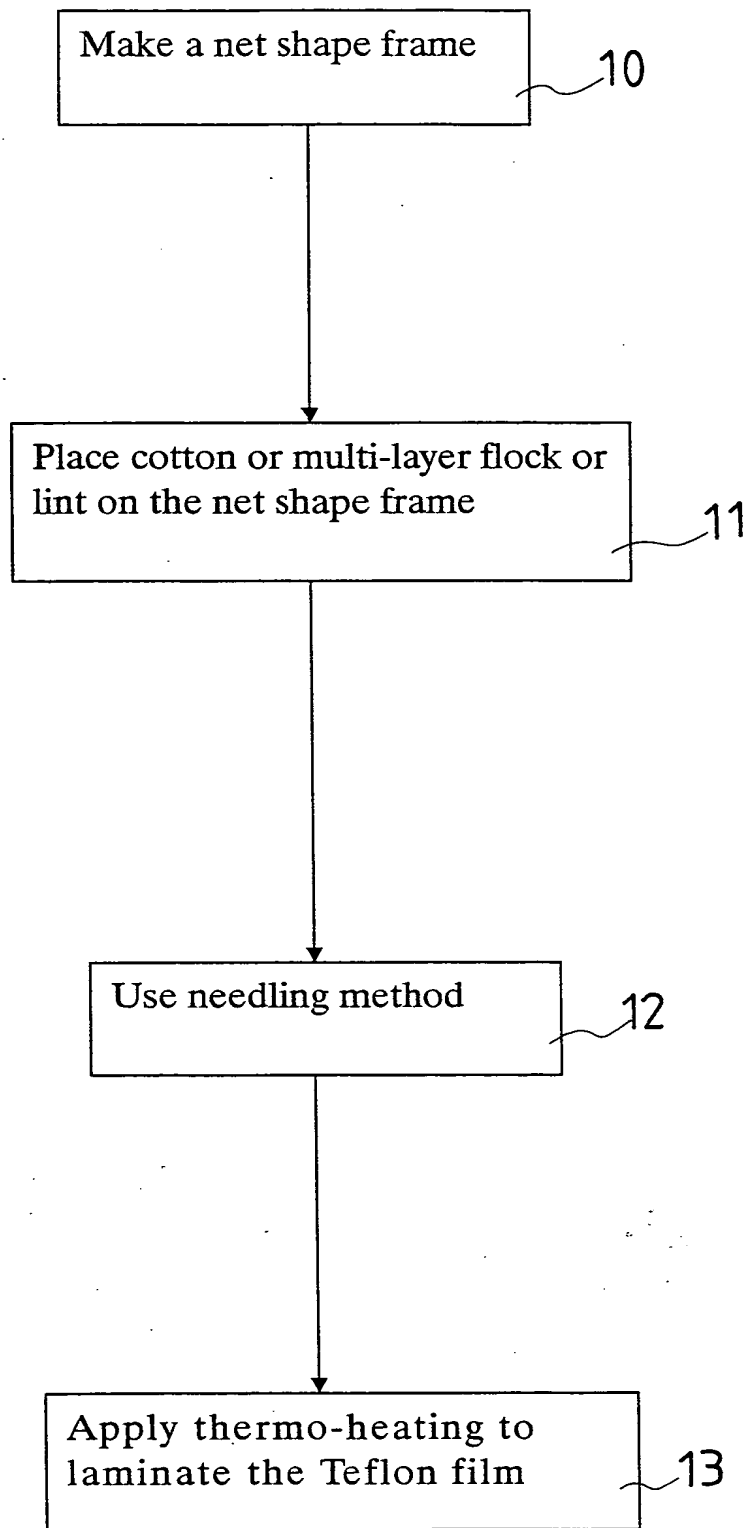 Make a net shape frame
10
Place cotton or multi-layer flock or
lint on the net shape frame
11
Use needling method
12
Apply thermo-heating to
laminate the Teflon film
13